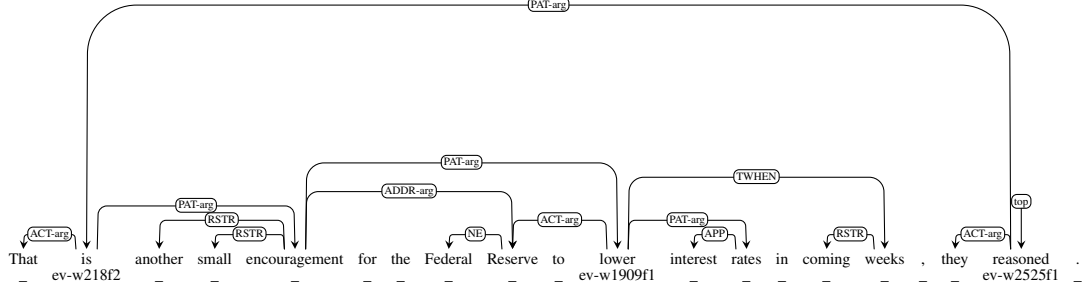 PAT-arg
PAT-arg
TWHEN
ADDR-arg
top
PAT-arg
RSTR ACT-arg PAT-arg
ACT-arg RSTR NE APP RSTR ACT-arg
That is another small encouragement for the Federal Reserve to lower interest rates in coming weeks , they reasoned .
ev-w218f2 ev-w1909f1 ev-w2525f1
_ _ _ _ _ _ _ _ _ _ _ _ _ _ _ _ _